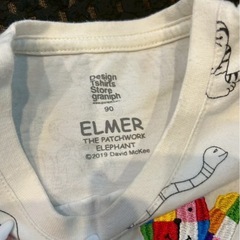 Design
Tshirts
Store
graniph
90
ELMER
THE PATCHWORK
ELEPHANT
©2019 David McKee